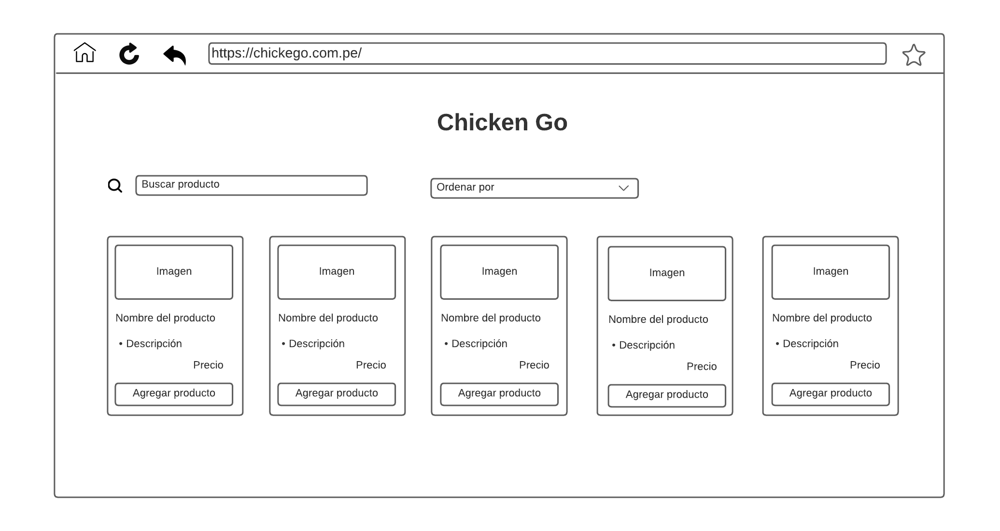 https://chickego.com.pe/
Chicken Go
Buscar producto
Ordenar por
Imagen
Nombre del producto
• Descripción
Precio
Agregar producto
Imagen
Nombre del producto
• Descripción
Precio
Agregar producto
Imagen
Nombre del producto
• Descripción
Precio
Agregar producto
Imagen
Nombre del producto
• Descripción
Precio
Agregar producto
Imagen
Nombre del producto
• Descripción
Precio
Agregar producto